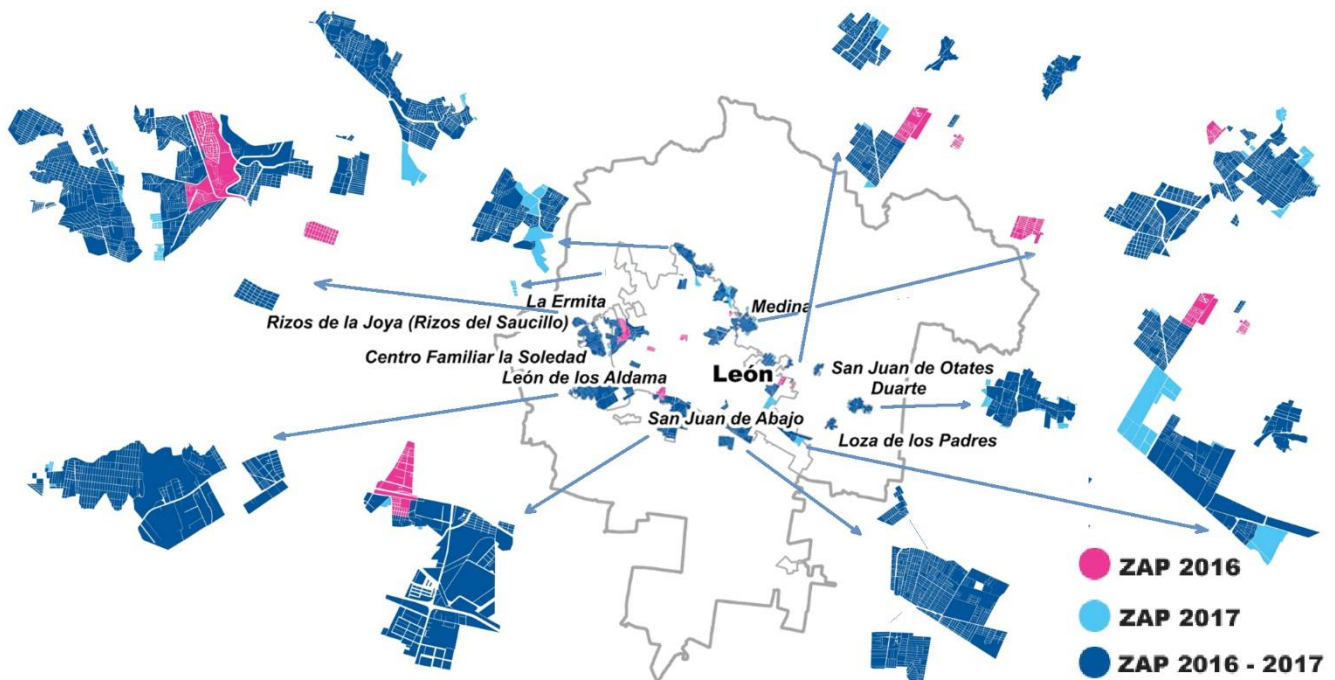 La Ermita
Medina
Rizos de la Joya (Rizos del Saucillo)
Centro Familiar la Soledad
León de los Aldama
León
San Juan de Otates
Duarte
San Juan de Abajo
Loza de los Padres
ZAP 2016
ZAP 2017
ZAP 2016 - 2017